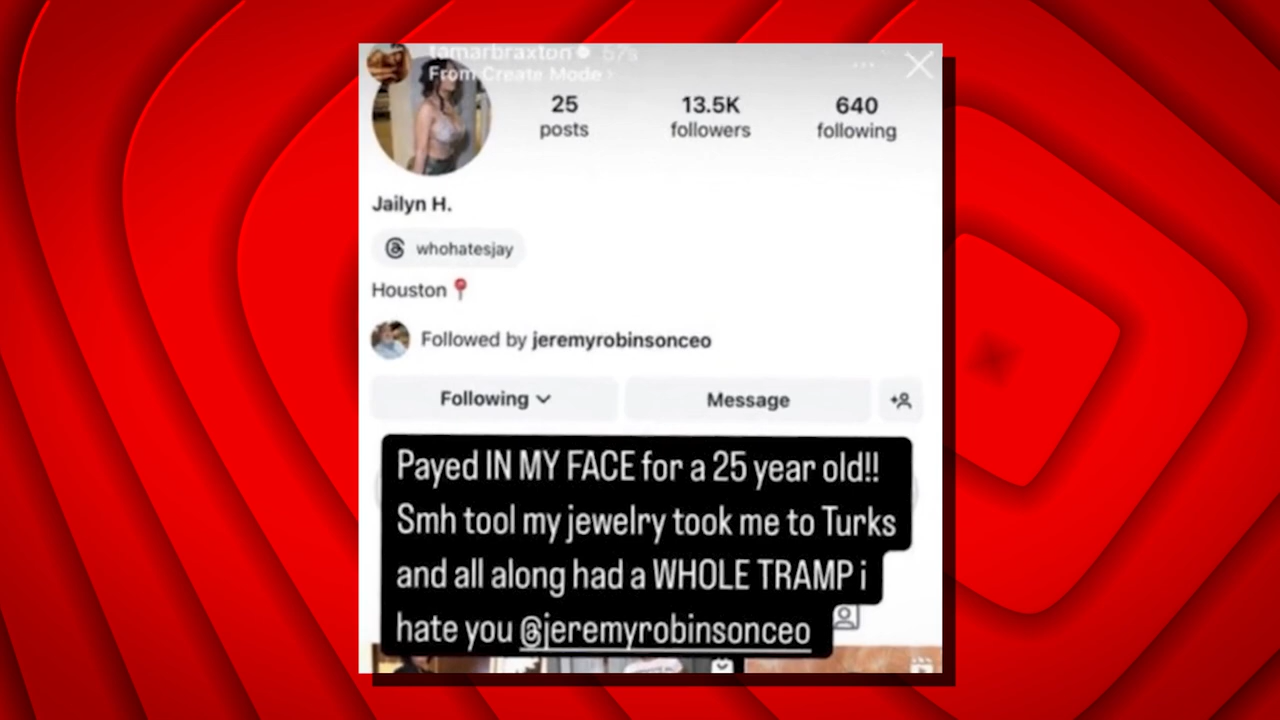 tamarbraxton 57s
From Create Mode ›
25 13.5K 640
posts followers following
Jailyn H.
whohatesjay
Houston📍
Followed by jeremyrobinsonceo
Following Message
Payed IN MY FACE for a 25 year old!!
Smh tool my jewelry took me to Turks
and all along had a WHOLE TRAMP i
hate you @jeremyrobinsonceo